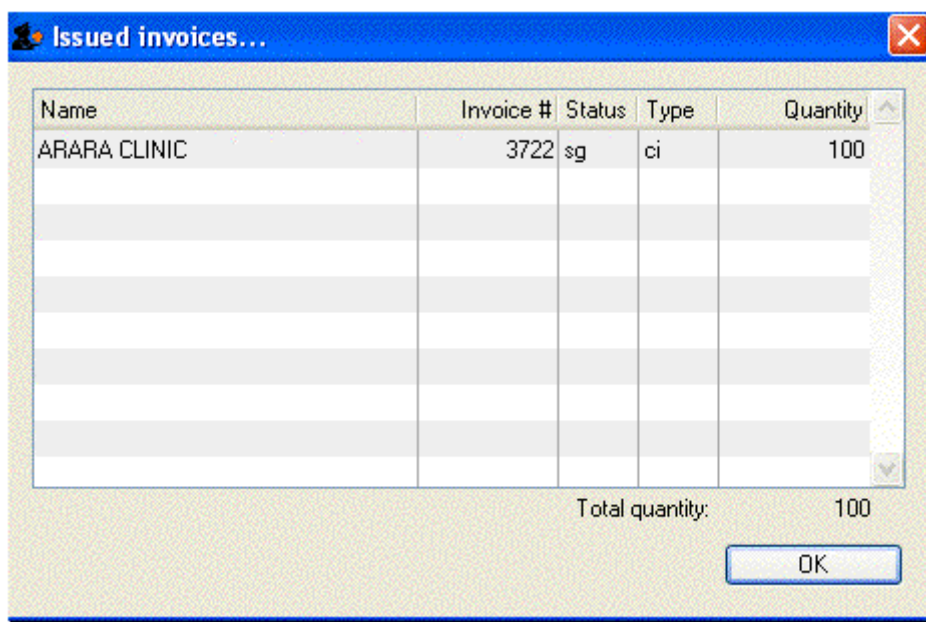 Issued invoices...
Name Invoice # Status Type Quantity
ARARA CLINIC 3722 sg ci 100
Total quantity: 100
OK